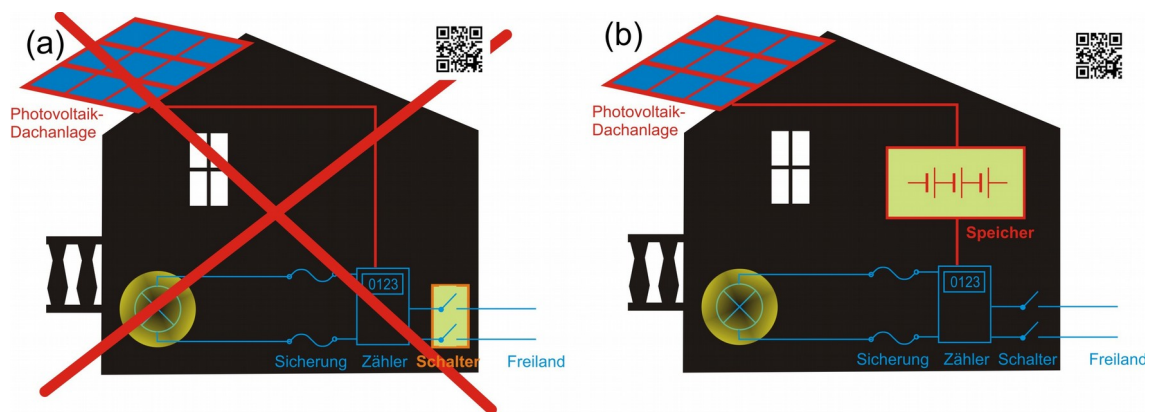 (a)
Photovoltaik-
Dachanlage
0123
Sicherung Zähler Schalter Freiland
(b)
Photovoltaik-
Dachanlage
Speicher
0123
Sicherung Zähler Schalter Freiland